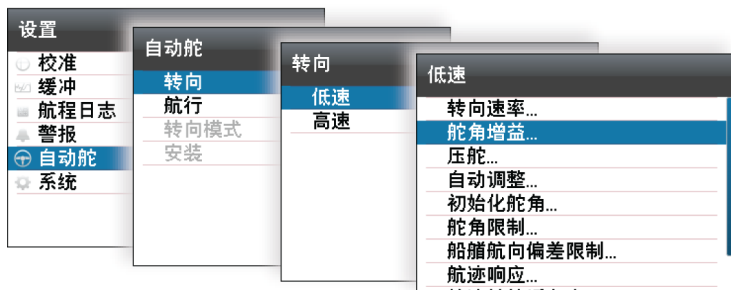 设置
校准
缓冲
航程日志
警报
自动舵
系统
自动舵
转向
航行
转向模式
安装
转向
低速
高速
低速
转向速率...
舵角增益...
压舵...
自动调整...
初始化舵角...
舵角限制...
船艏航向偏差限制...
航迹响应...